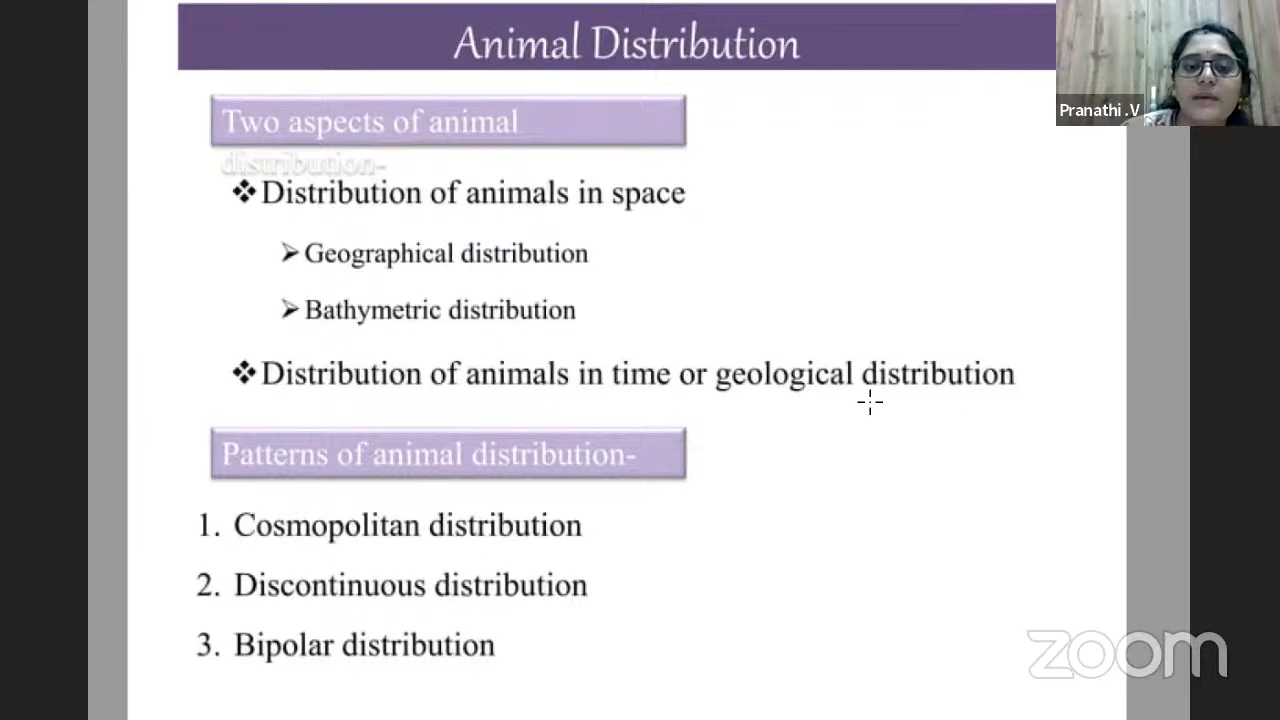 Animal Distribution
Pranathi .V
Two aspects of animal
distribution-
❖ Distribution of animals in space
➢ Geographical distribution
➢ Bathymetric distribution
❖ Distribution of animals in time or geological distribution
Patterns of animal distribution-
1. Cosmopolitan distribution
2. Discontinuous distribution
3. Bipolar distribution
zoom